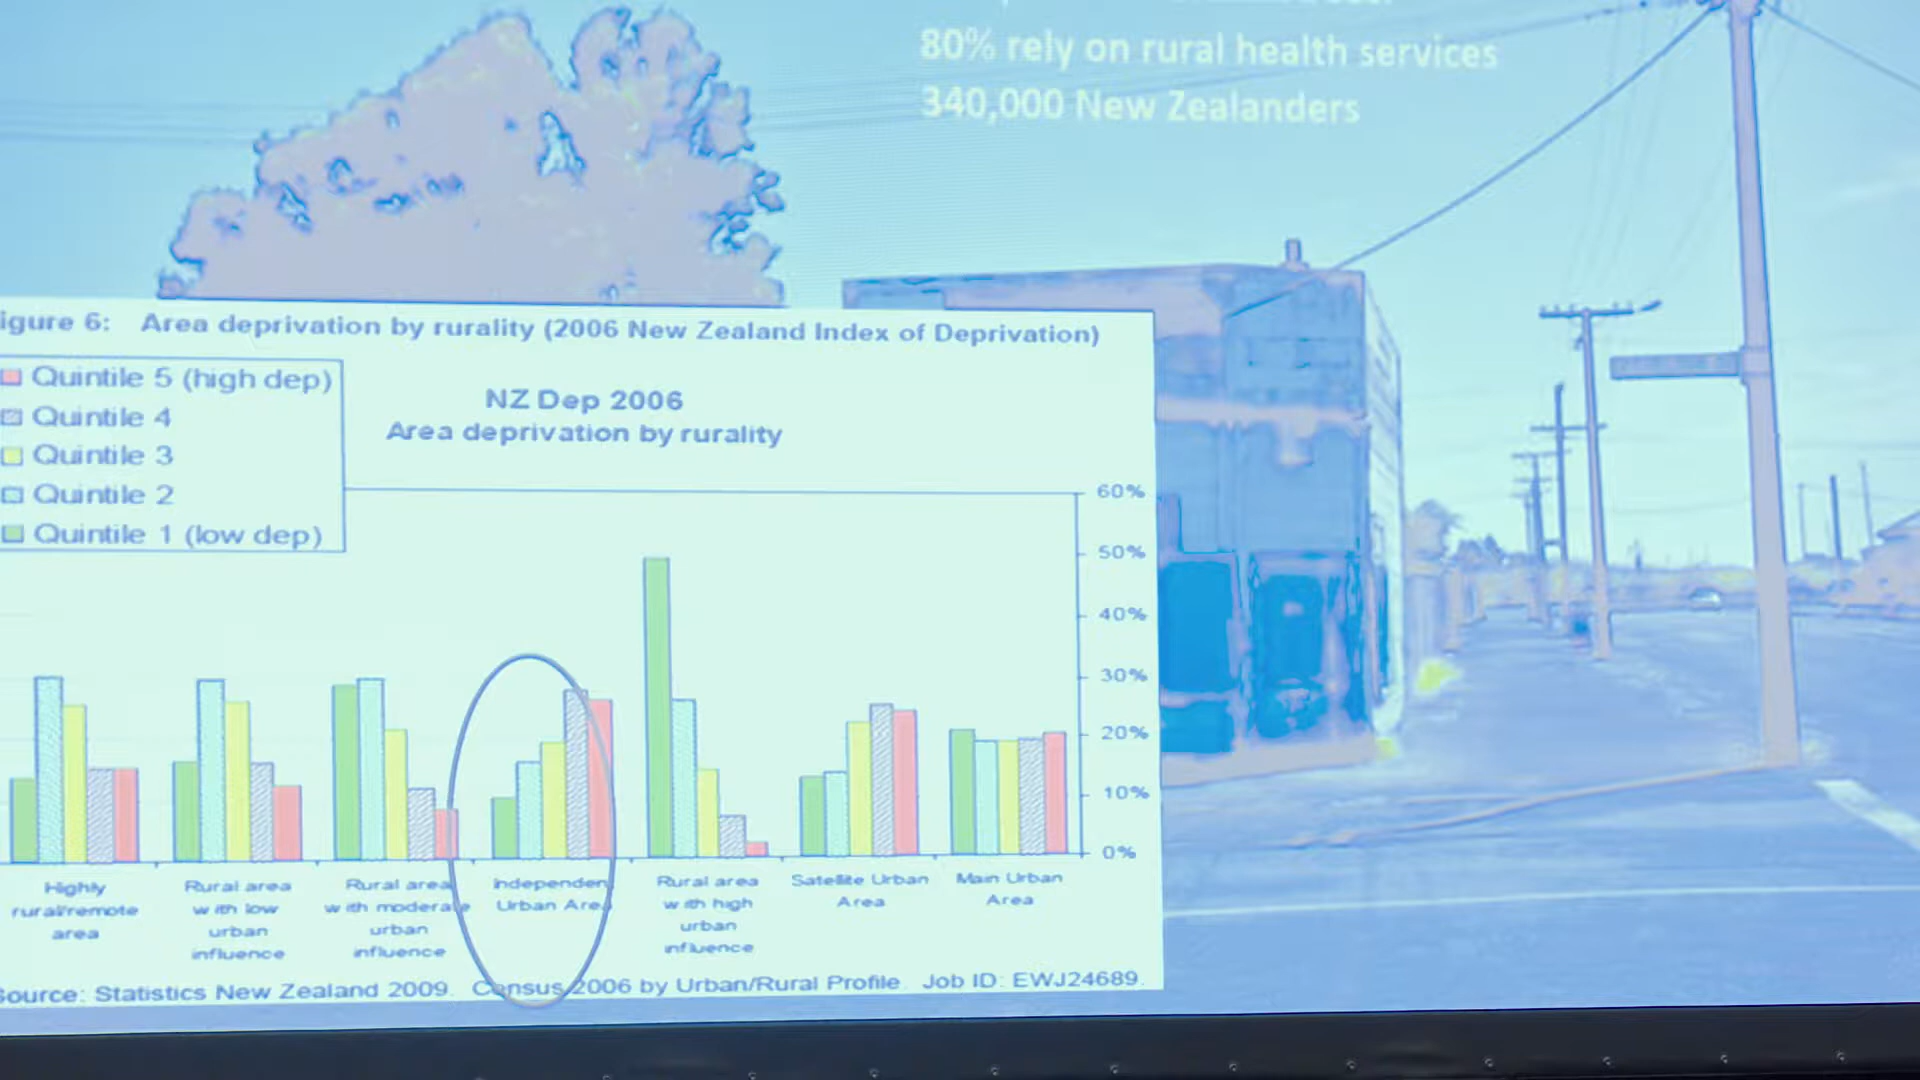 80% rely on rural health services
340,000 New Zealanders
igure 6: Area deprivation by rurality (2006 New Zealand Index of Deprivation)
Quintile 5 (high dep)
Quintile 4
Quintile 3
Quintile 2
Quintile 1 (low dep)
NZ Dep 2006
Area deprivation by rurality
60%
50%
40%
30%
20%
10%
0%
Highly
rural/remote
area
Rural area
with low
urban
influence
Rural area
with moderate
urban
influence
Independen
Urban Area
Rural area
with high
urban
influence
Satellite Urban
Area
Main Urban
Area
Source: Statistics New Zealand 2009. Census 2006 by Urban/Rural Profile. Job ID: EWJ24689.